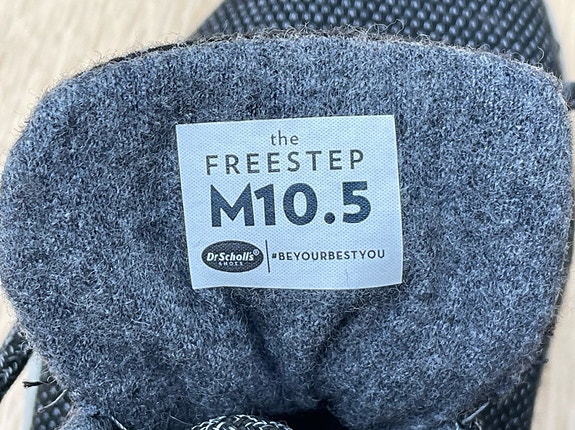 the
FREESTEP
M10.5
Dr Scholl's®
SHOES
#BEYOURBESTYOU